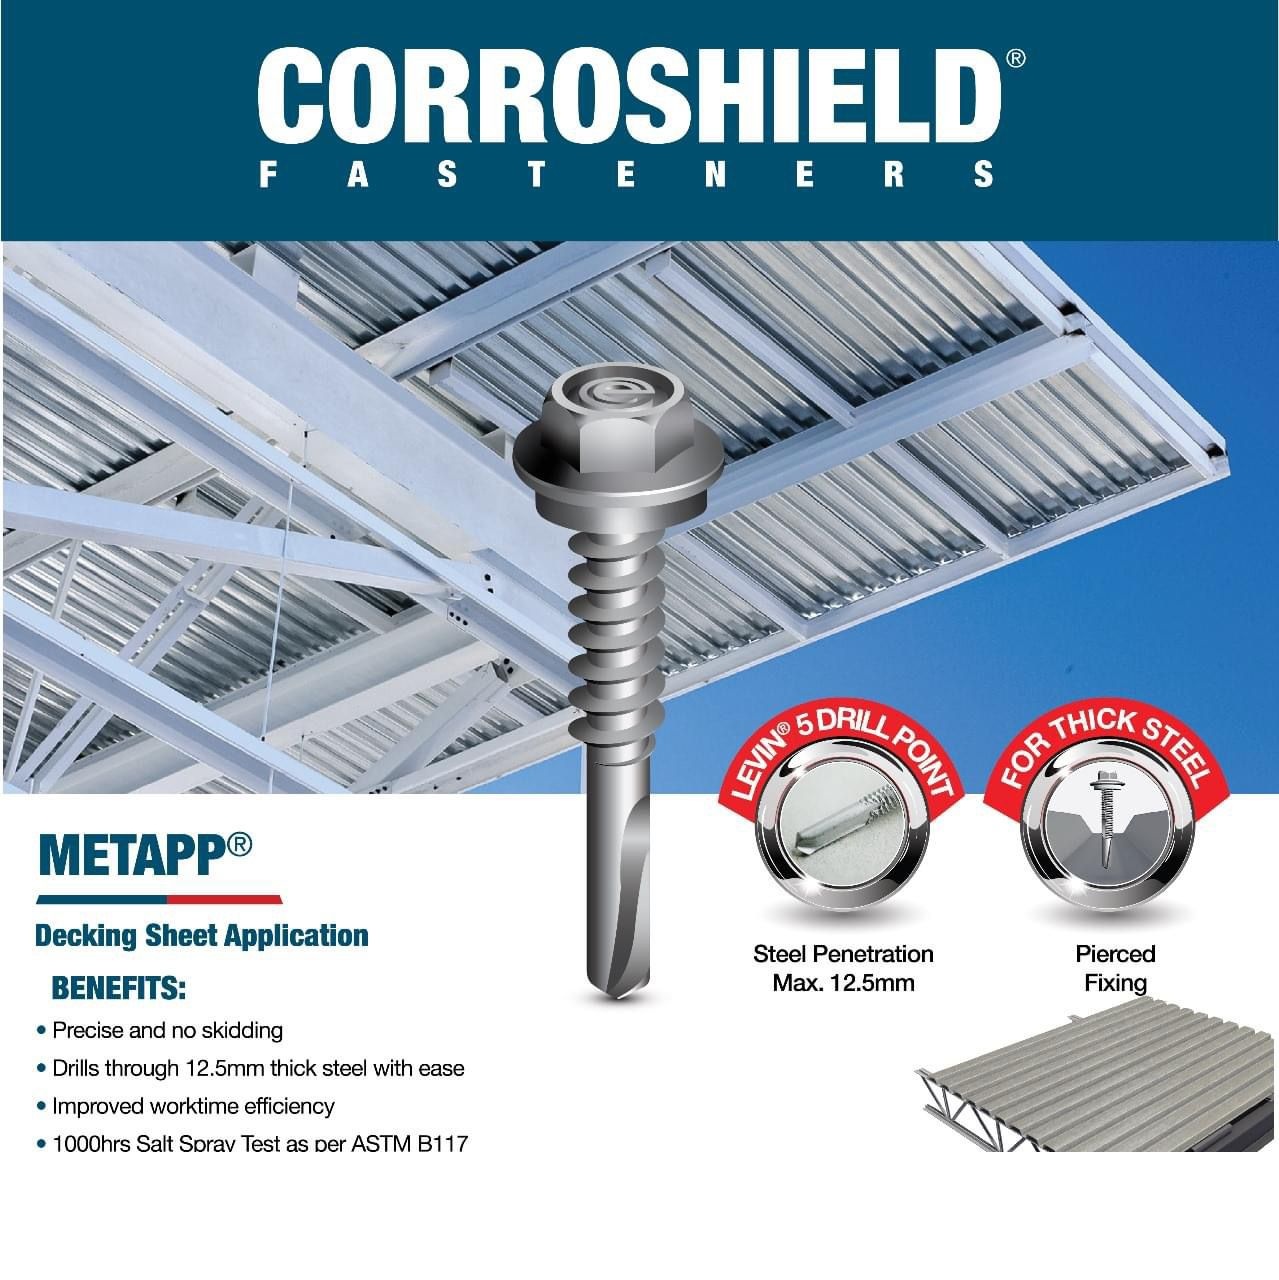 CORROSHIELD®
FASTENERS
LEVIN® 5 DRILL POINT
FOR THICK STEEL
METAPP®
Decking Sheet Application
BENEFITS:
• Precise and no skidding
• Drills through 12.5mm thick steel with ease
• Improved worktime efficiency
• 1000hrs Salt Spray Test as per ASTM B117
Steel Penetration
Max. 12.5mm
Pierced
Fixing